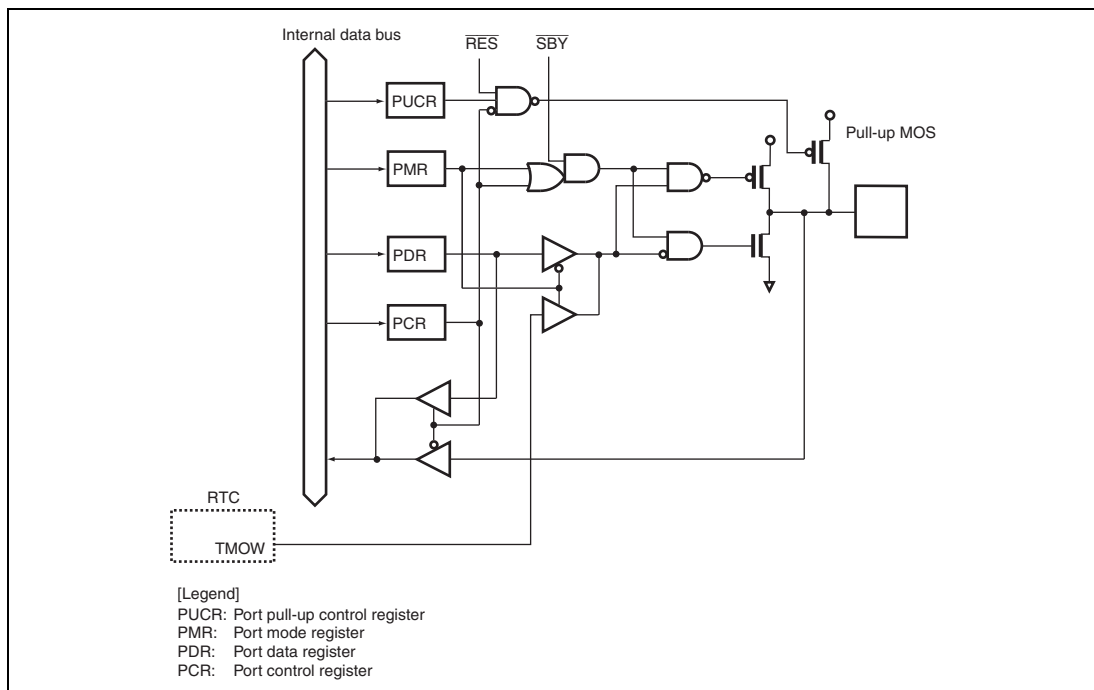 Internal data bus
RES
SBY
PUCR
Pull-up MOS
PMR
PDR
PCR
RTC
TMOW
[Legend]
PUCR: Port pull-up control register
PMR: Port mode register
PDR: Port data register
PCR: Port control register